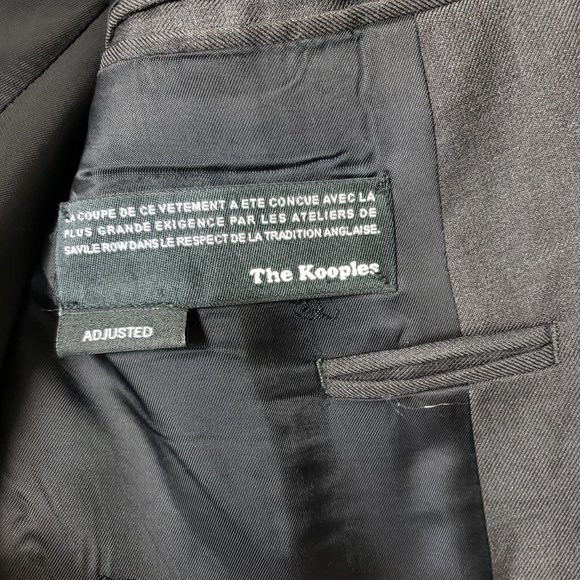 LA COUPE DE CE VETEMENT A ETE CONCUE AVEC LA
PLUS GRANDE EXIGENCE PAR LES ATELIERS DE
SAVILE ROW DANS LE RESPECT DE LA TRADITION ANGLAISE.
The Kooples
ADJUSTED